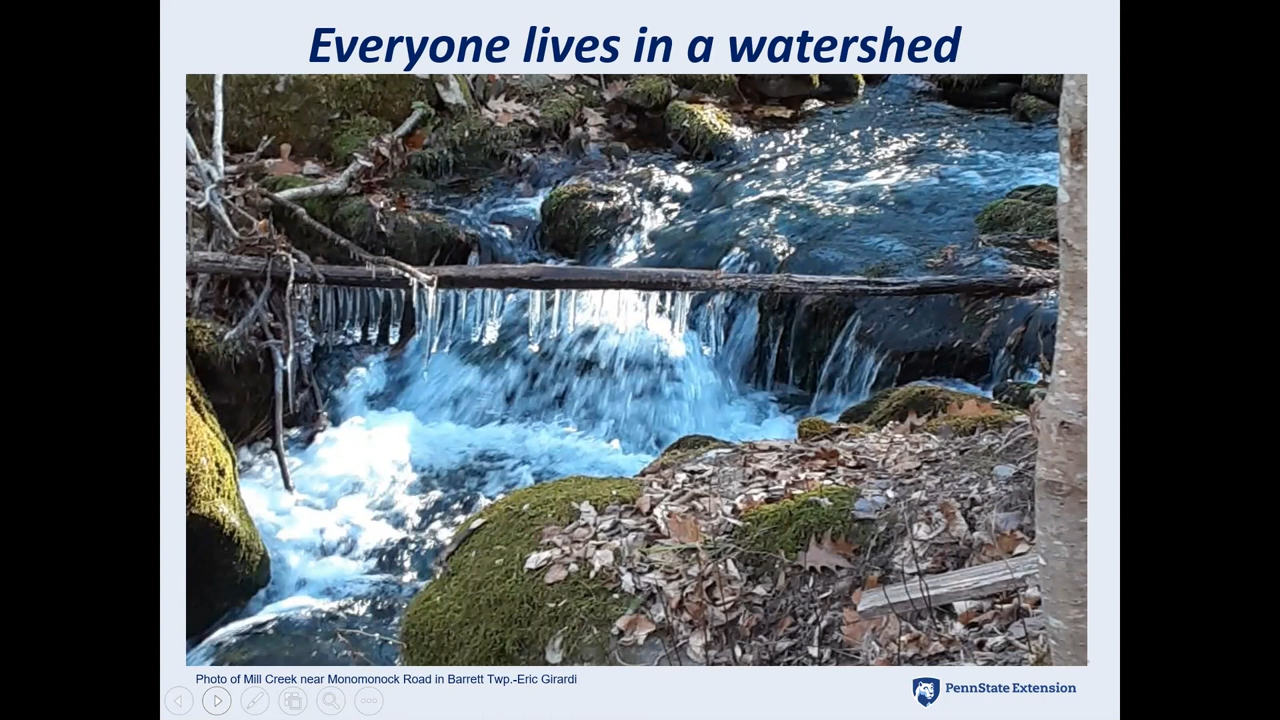 Everyone lives in a watershed
Photo of Mill Creek near Monomonock Road in Barrett Twp.-Eric Girardi
PennState Extension